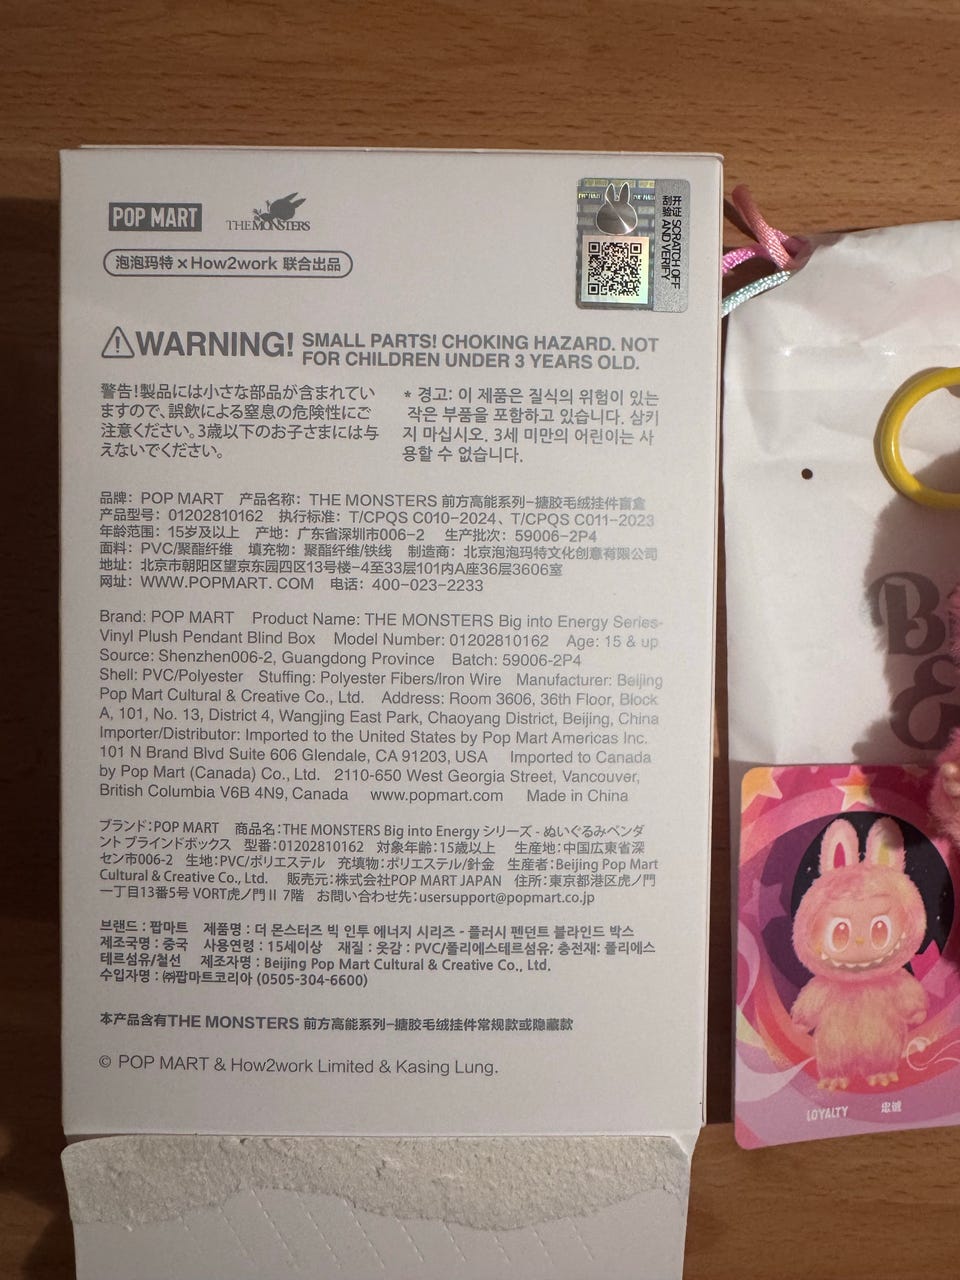 POP MART
THE MONSTERS
泡泡玛特×How2work 联合出品
POP MART
开证 SCRATCH OFF
刮验 AND VERIFY
WARNING! SMALL PARTS! CHOKING HAZARD. NOT
FOR CHILDREN UNDER 3 YEARS OLD.
警告!製品には小さな部品が含まれてい
ますので、誤飲による窒息の危険性にご
注意ください。3歳以下のお子さまには与
えないでください。
* 경고: 이 제품은 질식의 위험이 있는
작은 부품을 포함하고 있습니다. 삼키
지 마십시오. 3세 미만의 어린이는 사
용할 수 없습니다.
品牌: POP MART 产品名称: THE MONSTERS 前方高能系列-搪胶毛绒挂件盲盒
产品型号: 01202810162 执行标准: T/CPQS C010-2024、T/CPQS C011-2023
年龄范围: 15岁及以上 产地: 广东省深圳市006-2 生产批次: 59006-2P4
面料: PVC/聚酯纤维 填充物: 聚酯纤维/铁线 制造商: 北京泡泡玛特文化创意有限公司
地址: 北京市朝阳区望京东园四区13号楼-4至33层101内A座36层3606室
网址: WWW.POPMART. COM 电话: 400-023-2233
Brand: POP MART Product Name: THE MONSTERS Big into Energy Series-
Vinyl Plush Pendant Blind Box Model Number: 01202810162 Age: 15 & up
Source: Shenzhen006-2, Guangdong Province Batch: 59006-2P4
Shell: PVC/Polyester Stuffing: Polyester Fibers/Iron Wire Manufacturer: Beijing
Pop Mart Cultural & Creative Co., Ltd. Address: Room 3606, 36th Floor, Block
A, 101, No. 13, District 4, Wangjing East Park, Chaoyang District, Beijing, China
Importer/Distributor: Imported to the United States by Pop Mart Americas Inc.
101 N Brand Blvd Suite 606 Glendale, CA 91203, USA Imported to Canada
by Pop Mart (Canada) Co., Ltd. 2110-650 West Georgia Street, Vancouver,
British Columbia V6B 4N9, Canada www.popmart.com Made in China
ブランド:POP MART 商品名:THE MONSTERS Big into Energy シリーズ - ぬいぐるみペンダ
ント ブラインドボックス 型番:01202810162 対象年齢:15歳以上 生産地:中国広東省深
セン市006-2 生地:PVC/ポリエステル 充填物:ポリエステル/針金 生産者:Beijing Pop Mart
Cultural & Creative Co., Ltd. 販売元:株式会社POP MART JAPAN 住所:東京都港区虎ノ門
一丁目13番5号 VORT虎ノ門Ⅱ 7階 お問い合わせ先:usersupport@popmart.co.jp
브랜드 : 팝마트 제품명 : 더 몬스터즈 빅 인투 에너지 시리즈 - 플러시 펜던트 블라인드 박스
제조국명 : 중국 사용연령 : 15세이상 재질 : 옷감 : PVC/폴리에스테르섬유; 충전재: 폴리에스
테르섬유/철선 제조자명 : Beijing Pop Mart Cultural & Creative Co., Ltd.
수입자명 : ㈜팝마트코리아 (0505-304-6600)
本产品含有THE MONSTERS 前方高能系列-搪胶毛绒挂件常规款或隐藏款
© POP MART & How2work Limited & Kasing Lung.
LOYALTY 忠诚